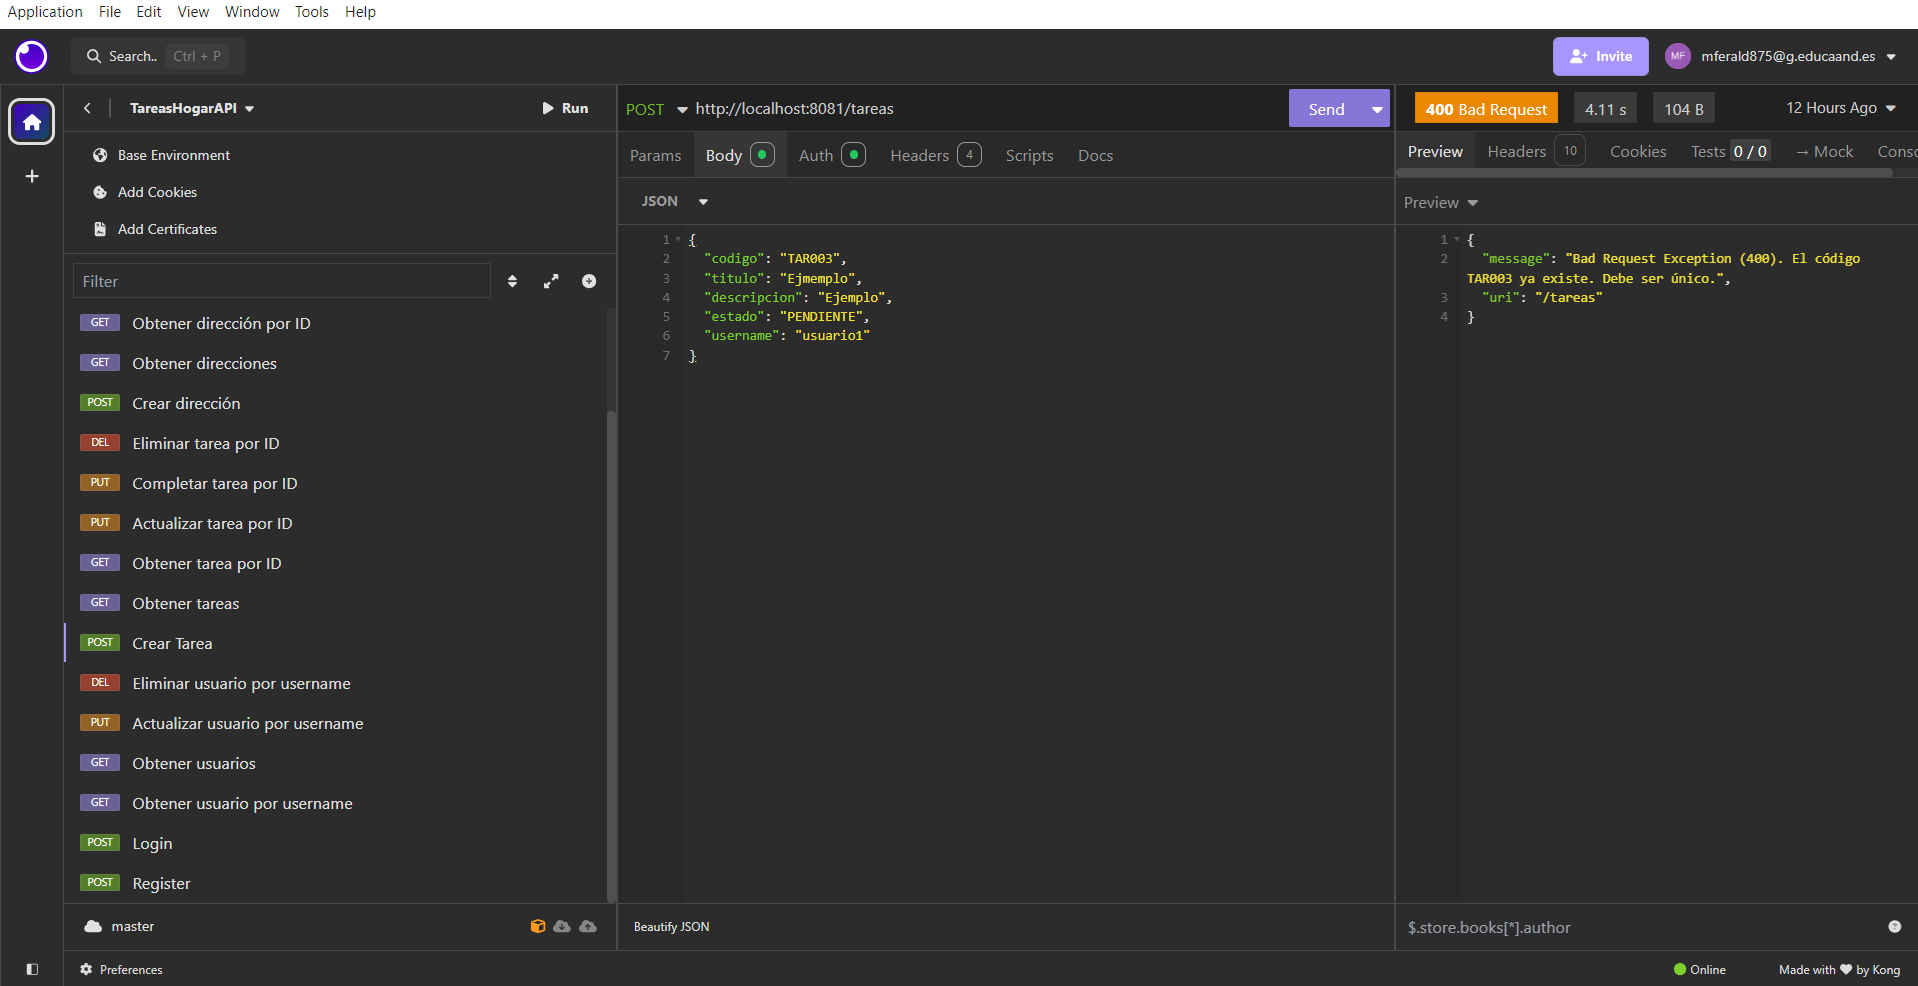 Application File Edit View Window Tools Help
Search.. Ctrl + P
Invite MF mferald875@g.educaand.es
TareasHogarAPI Run
Base Environment
Add Cookies
Add Certificates
Filter
GET Obtener dirección por ID
GET Obtener direcciones
POST Crear dirección
DEL Eliminar tarea por ID
PUT Completar tarea por ID
PUT Actualizar tarea por ID
GET Obtener tarea por ID
GET Obtener tareas
POST Crear Tarea
DEL Eliminar usuario por username
PUT Actualizar usuario por username
GET Obtener usuarios
GET Obtener usuario por username
POST Login
POST Register
master
POST http://localhost:8081/tareas Send
Params Body Auth Headers 4 Scripts Docs
JSON
1 {
2 "codigo": "TAR003",
3 "titulo": "Ejmemplo",
4 "descripcion": "Ejemplo",
5 "estado": "PENDIENTE",
6 "username": "usuario1"
7 }
Beautify JSON
400 Bad Request 4.11 s 104 B 12 Hours Ago
Preview Headers 10 Cookies Tests 0 / 0 → Mock Consc
Preview
1 {
2 "message": "Bad Request Exception (400). El código
TAR003 ya existe. Debe ser único.",
3 "uri": "/tareas"
4 }
$.store.books[*].author
Preferences
Online Made with ❤ by Kong